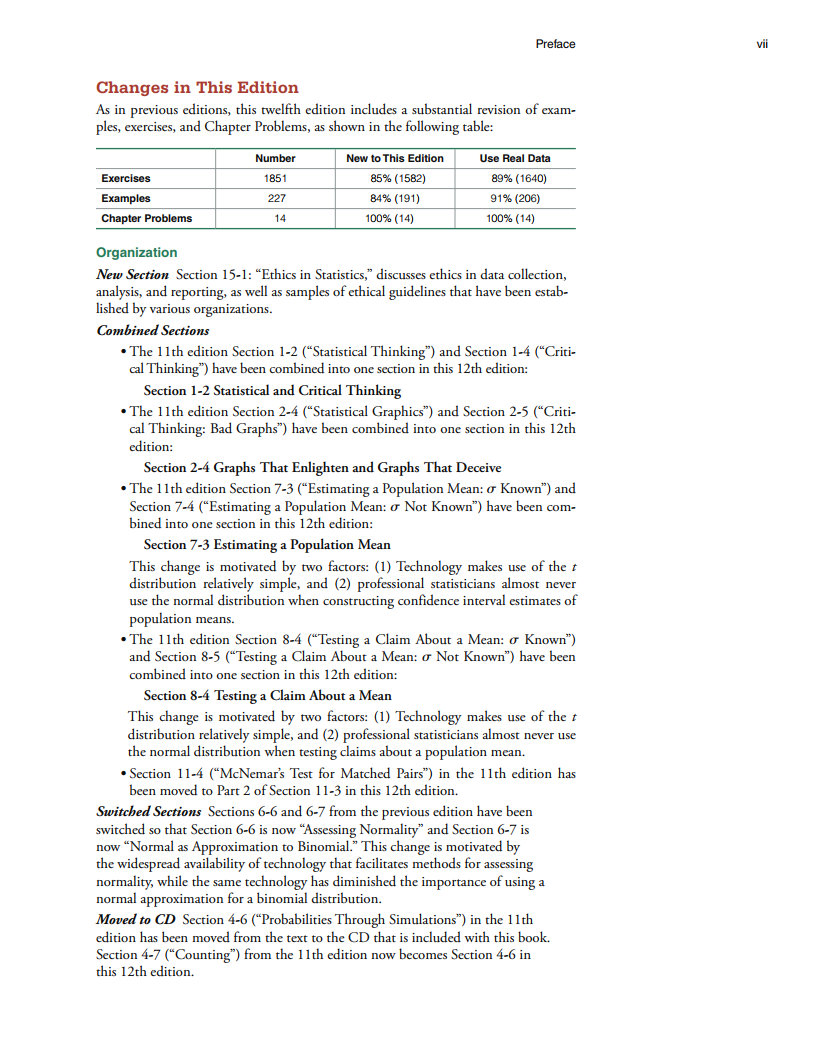 Preface vii
Changes in This Edition
As in previous editions, this twelfth edition includes a substantial revision of exam-
ples, exercises, and Chapter Problems, as shown in the following table:
Number New to This Edition Use Real Data
Exercises 1851 85% (1582) 89% (1640)
Examples 227 84% (191) 91% (206)
Chapter Problems 14 100% (14) 100% (14)
Organization
New Section Section 15-1: “Ethics in Statistics,” discusses ethics in data collection,
analysis, and reporting, as well as samples of ethical guidelines that have been estab-
lished by various organizations.
Combined Sections
• The 11th edition Section 1-2 (“Statistical Thinking”) and Section 1-4 (“Criti-
cal Thinking”) have been combined into one section in this 12th edition:
Section 1-2 Statistical and Critical Thinking
• The 11th edition Section 2-4 (“Statistical Graphics”) and Section 2-5 (“Criti-
cal Thinking: Bad Graphs”) have been combined into one section in this 12th
edition:
Section 2-4 Graphs That Enlighten and Graphs That Deceive
• The 11th edition Section 7-3 (“Estimating a Population Mean: σ Known”) and
Section 7-4 (“Estimating a Population Mean: σ Not Known”) have been com-
bined into one section in this 12th edition:
Section 7-3 Estimating a Population Mean
This change is motivated by two factors: (1) Technology makes use of the t
distribution relatively simple, and (2) professional statisticians almost never
use the normal distribution when constructing confidence interval estimates of
population means.
• The 11th edition Section 8-4 (“Testing a Claim About a Mean: σ Known”)
and Section 8-5 (“Testing a Claim About a Mean: σ Not Known”) have been
combined into one section in this 12th edition:
Section 8-4 Testing a Claim About a Mean
This change is motivated by two factors: (1) Technology makes use of the t
distribution relatively simple, and (2) professional statisticians almost never use
the normal distribution when testing claims about a population mean.
• Section 11-4 (“McNemar’s Test for Matched Pairs”) in the 11th edition has
been moved to Part 2 of Section 11-3 in this 12th edition.
Switched Sections Sections 6-6 and 6-7 from the previous edition have been
switched so that Section 6-6 is now “Assessing Normality” and Section 6-7 is
now “Normal as Approximation to Binomial.” This change is motivated by
the widespread availability of technology that facilitates methods for assessing
normality, while the same technology has diminished the importance of using a
normal approximation for a binomial distribution.
Moved to CD Section 4-6 (“Probabilities Through Simulations”) in the 11th
edition has been moved from the text to the CD that is included with this book.
Section 4-7 (“Counting”) from the 11th edition now becomes Section 4-6 in
this 12th edition.